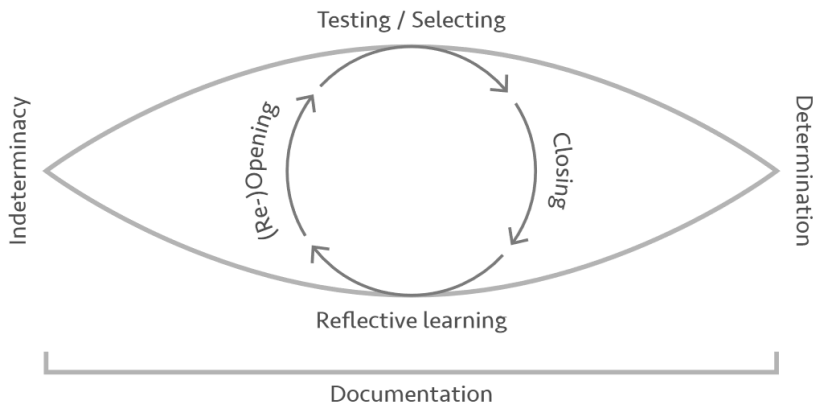 Testing / Selecting
Indeterminacy
(Re-)Opening
Closing
Determination
Reflective learning
Documentation